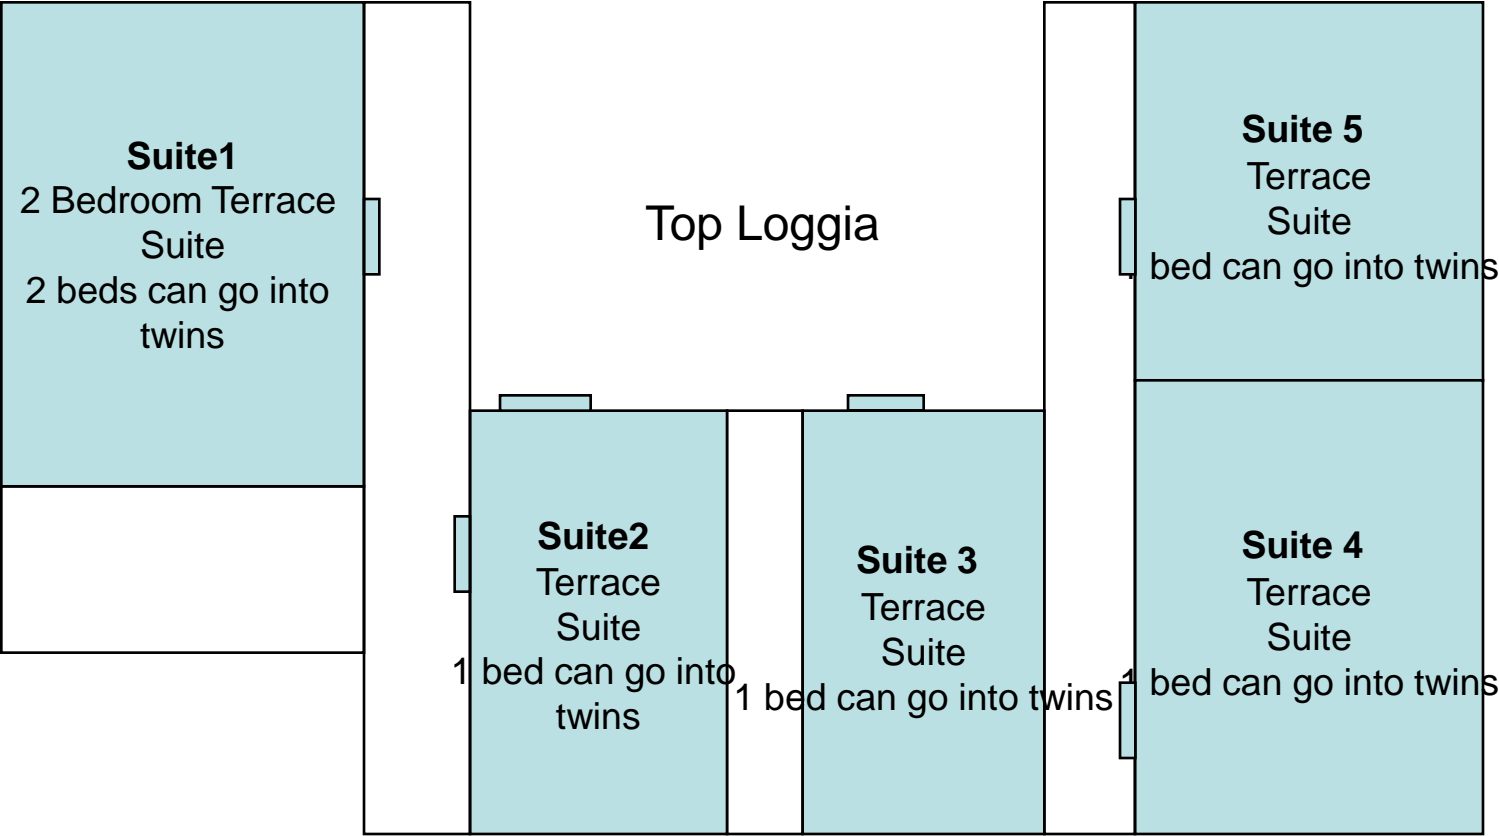 Suite1
2 Bedroom Terrace
Suite
2 beds can go into
twins
Top Loggia
Suite 5
Terrace
Suite
bed can go into twins
Suite2
Terrace
Suite
1 bed can go into
twins
Suite 3
Terrace
Suite
1 bed can go into twins
Suite 4
Terrace
Suite
1 bed can go into twins